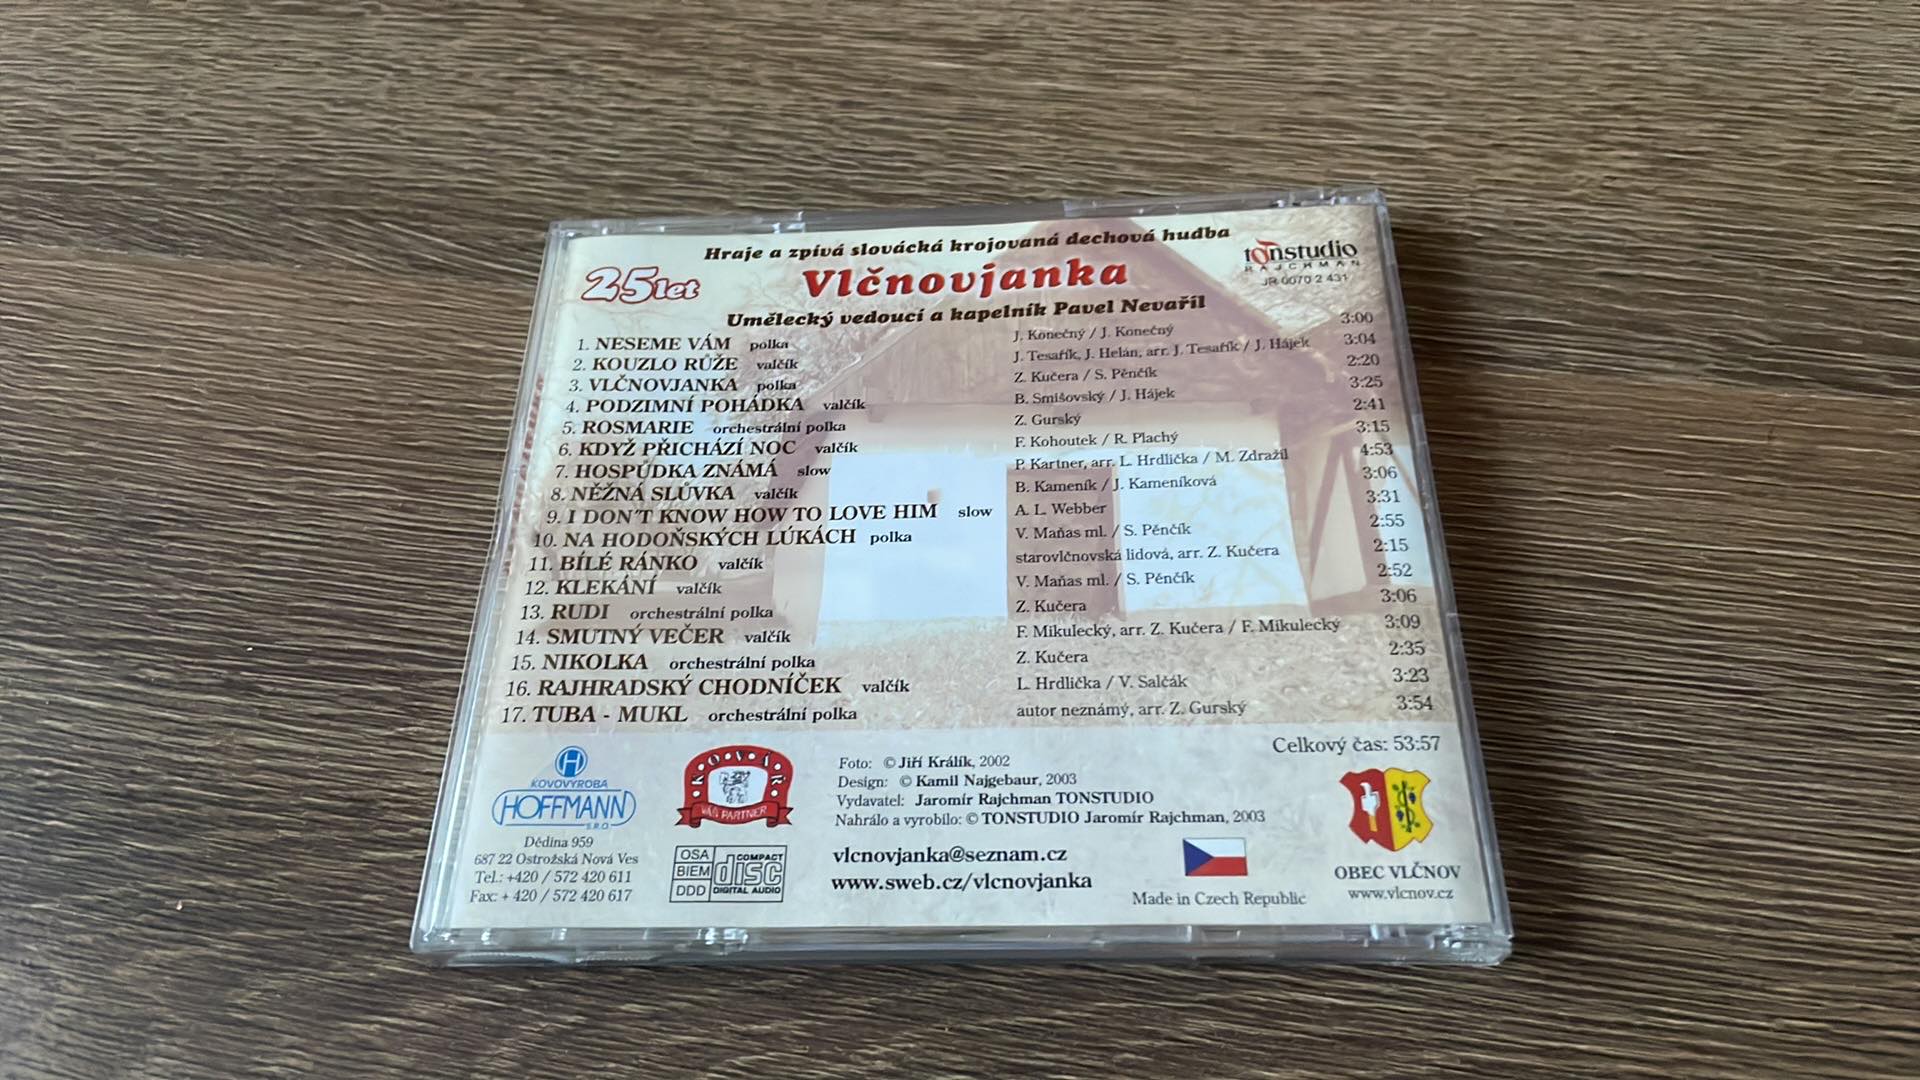 Hraje a zpívá slovácká krojovaná dechová hudba
25 let
Vlčnovjanka
tonstudio
RAJCHMAN
JR 0070 2 431
Umělecký vedoucí a kapelník Pavel Nevařil
1. NESEME VÁM polka J. Konečný / J. Konečný 3:00
2. KOUZLO RŮŽE valčík J. Tesařík, J. Helán, arr. J. Tesařík / J. Hájek 3:04
3. VLČNOVJANKA polka Z. Kučera / S. Pěnčík 2:20
4. PODZIMNÍ POHÁDKA valčík B. Smišovský / J. Hájek 3:25
5. ROSMARIE orchestrální polka Z. Gurský 2:41
6. KDYŽ PŘICHÁZÍ NOC valčík F. Kohoutek / R. Plachý 3:15
7. HOSPŮDKA ZNÁMÁ slow P. Kartner, arr. L. Hrdlička / M. Zdražil 4:53
8. NĚŽNÁ SLŮVKA valčík B. Kameník / J. Kameníková 3:06
9. I DON'T KNOW HOW TO LOVE HIM slow A. L. Webber 3:31
10. NA HODOŇSKÝCH LÚKÁCH polka V. Maňas ml. / S. Pěnčík 2:55
11. BÍLÉ RÁNKO valčík starovlčnovská lidová, arr. Z. Kučera 2:15
12. KLEKÁNÍ valčík V. Maňas ml. / S. Pěnčík 2:52
13. RUDI orchestrální polka Z. Kučera 3:06
14. SMUTNÝ VEČER valčík F. Mikulecký, arr. Z. Kučera / F. Mikulecký 3:09
15. NIKOLKA orchestrální polka Z. Kučera 2:35
16. RAJHRADSKÝ CHODNÍČEK valčík L. Hrdlička / V. Salčák 3:23
17. TUBA - MUKL orchestrální polka autor neznámý, arr. Z. Gurský 3:54
Celkový čas: 53:57
H
KOVOVÝROBA
HOFFMANN
S.R.O.
Dědina 959
687 22 Ostrožská Nová Ves
Tel.: +420 / 572 420 611
Fax: + 420 / 572 420 617
KOVÁŘ
VÁŠ PARTNER
OSA
BIEM
DDD
COMPACT
disc
DIGITAL AUDIO
Foto: © Jiří Králík, 2002
Design: © Kamil Najgebaur, 2003
Vydavatel: Jaromír Rajchman TONSTUDIO
Nahrálo a vyrobilo: © TONSTUDIO Jaromír Rajchman, 2003
vlcnovjanka@seznam.cz
www.sweb.cz/vlcnovjanka
Made in Czech Republic
OBEC VLČNOV
www.vlcnov.cz